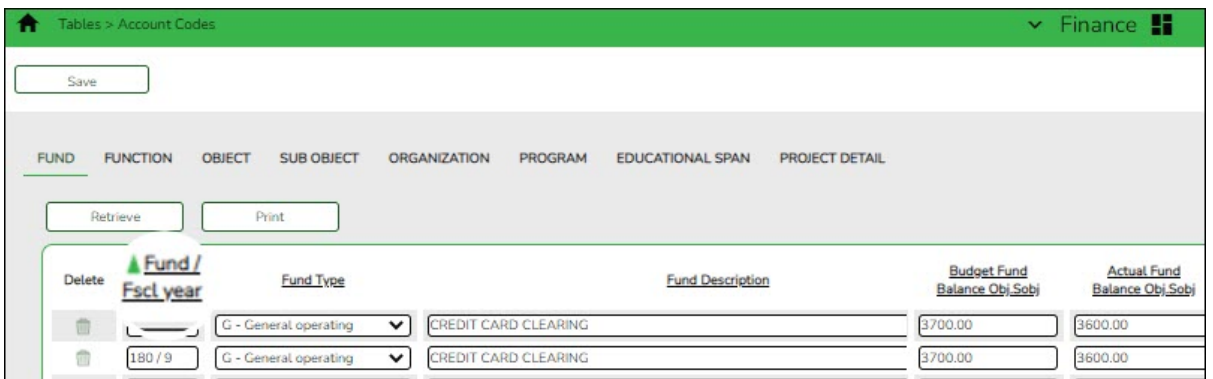 Tables > Account Codes Finance
Save
FUND FUNCTION OBJECT SUB OBJECT ORGANIZATION PROGRAM EDUCATIONAL SPAN PROJECT DETAIL
Retrieve Print
Delete Fund / Fscl year Fund Type Fund Description Budget Fund Balance Obj.Sobj Actual Fund Balance Obj.Sobj
G - General operating CREDIT CARD CLEARING 3700.00 3600.00
180 / 9 G - General operating CREDIT CARD CLEARING 3700.00 3600.00